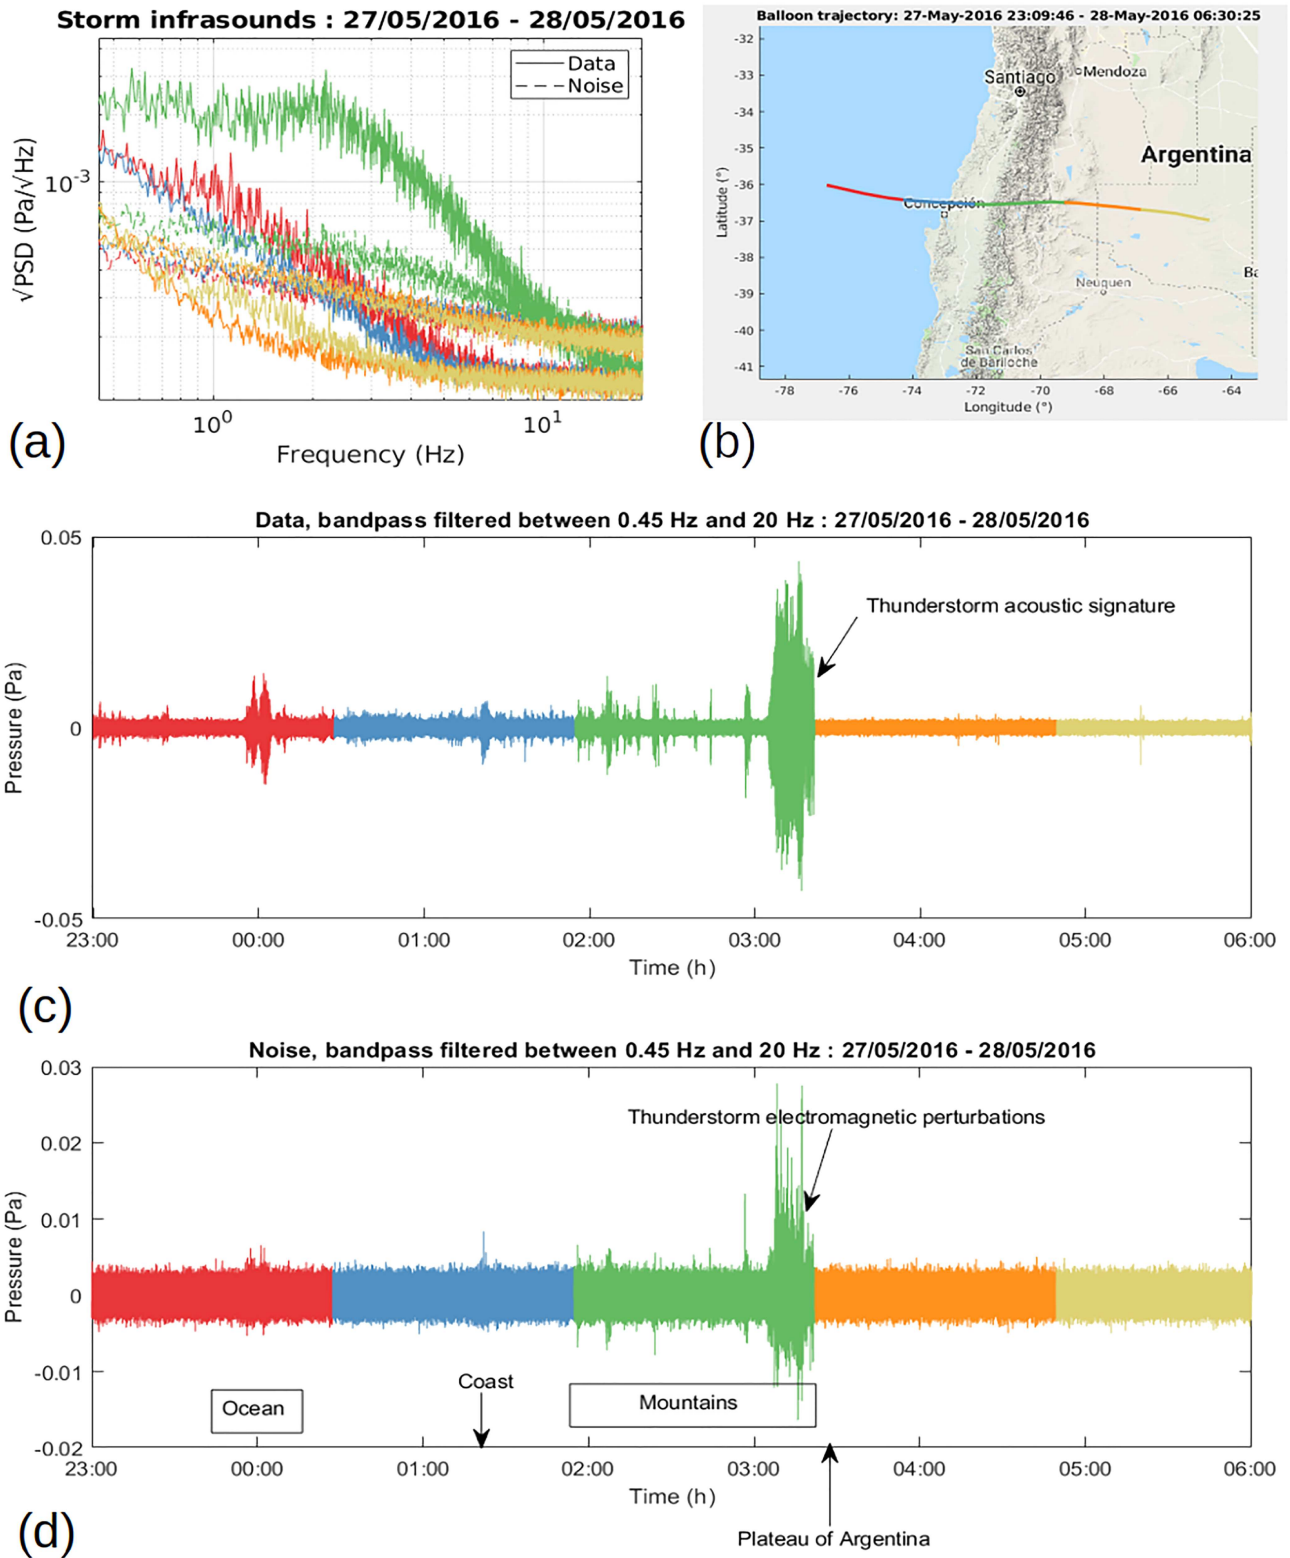 Storm infrasounds : 27/05/2016 - 28/05/2016
Data
Noise
√PSD (Pa/√Hz)
10-3
100
101
Frequency (Hz)
(a)
Balloon trajectory: 27-May-2016 23:09:46 - 28-May-2016 06:30:25
Latitude (°)
-32
-33
-34
-35
-36
-37
-38
-39
-40
-41
Santiago
Mendoza
Argentina
Concepción
Neuquen
Ba
San Carlos
de Bariloche
-78
-76
-74
-72
-70
-68
-66
-64
Longitude (°)
(b)
Data, bandpass filtered between 0.45 Hz and 20 Hz : 27/05/2016 - 28/05/2016
Pressure (Pa)
0.05
0
-0.05
Thunderstorm acoustic signature
23:00
00:00
01:00
02:00
03:00
04:00
05:00
06:00
Time (h)
(c)
Noise, bandpass filtered between 0.45 Hz and 20 Hz : 27/05/2016 - 28/05/2016
Pressure (Pa)
0.03
0.02
0.01
0
-0.01
-0.02
Thunderstorm electromagnetic perturbations
Ocean
Coast
Mountains
23:00
00:00
01:00
02:00
03:00
04:00
05:00
06:00
Time (h)
Plateau of Argentina
(d)